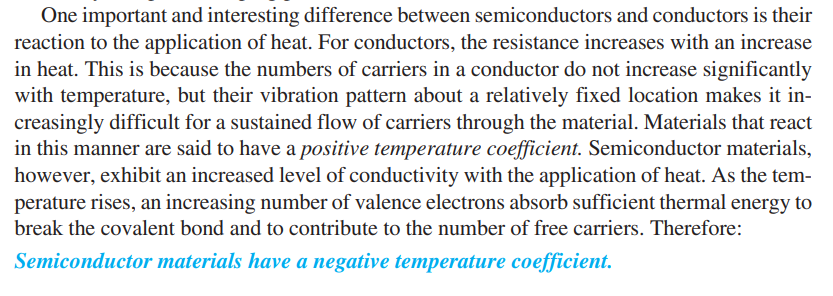 One important and interesting difference between semiconductors and conductors is their
reaction to the application of heat. For conductors, the resistance increases with an increase
in heat. This is because the numbers of carriers in a conductor do not increase significantly
with temperature, but their vibration pattern about a relatively fixed location makes it in-
creasingly difficult for a sustained flow of carriers through the material. Materials that react
in this manner are said to have a positive temperature coefficient. Semiconductor materials,
however, exhibit an increased level of conductivity with the application of heat. As the tem-
perature rises, an increasing number of valence electrons absorb sufficient thermal energy to
break the covalent bond and to contribute to the number of free carriers. Therefore:
Semiconductor materials have a negative temperature coefficient.